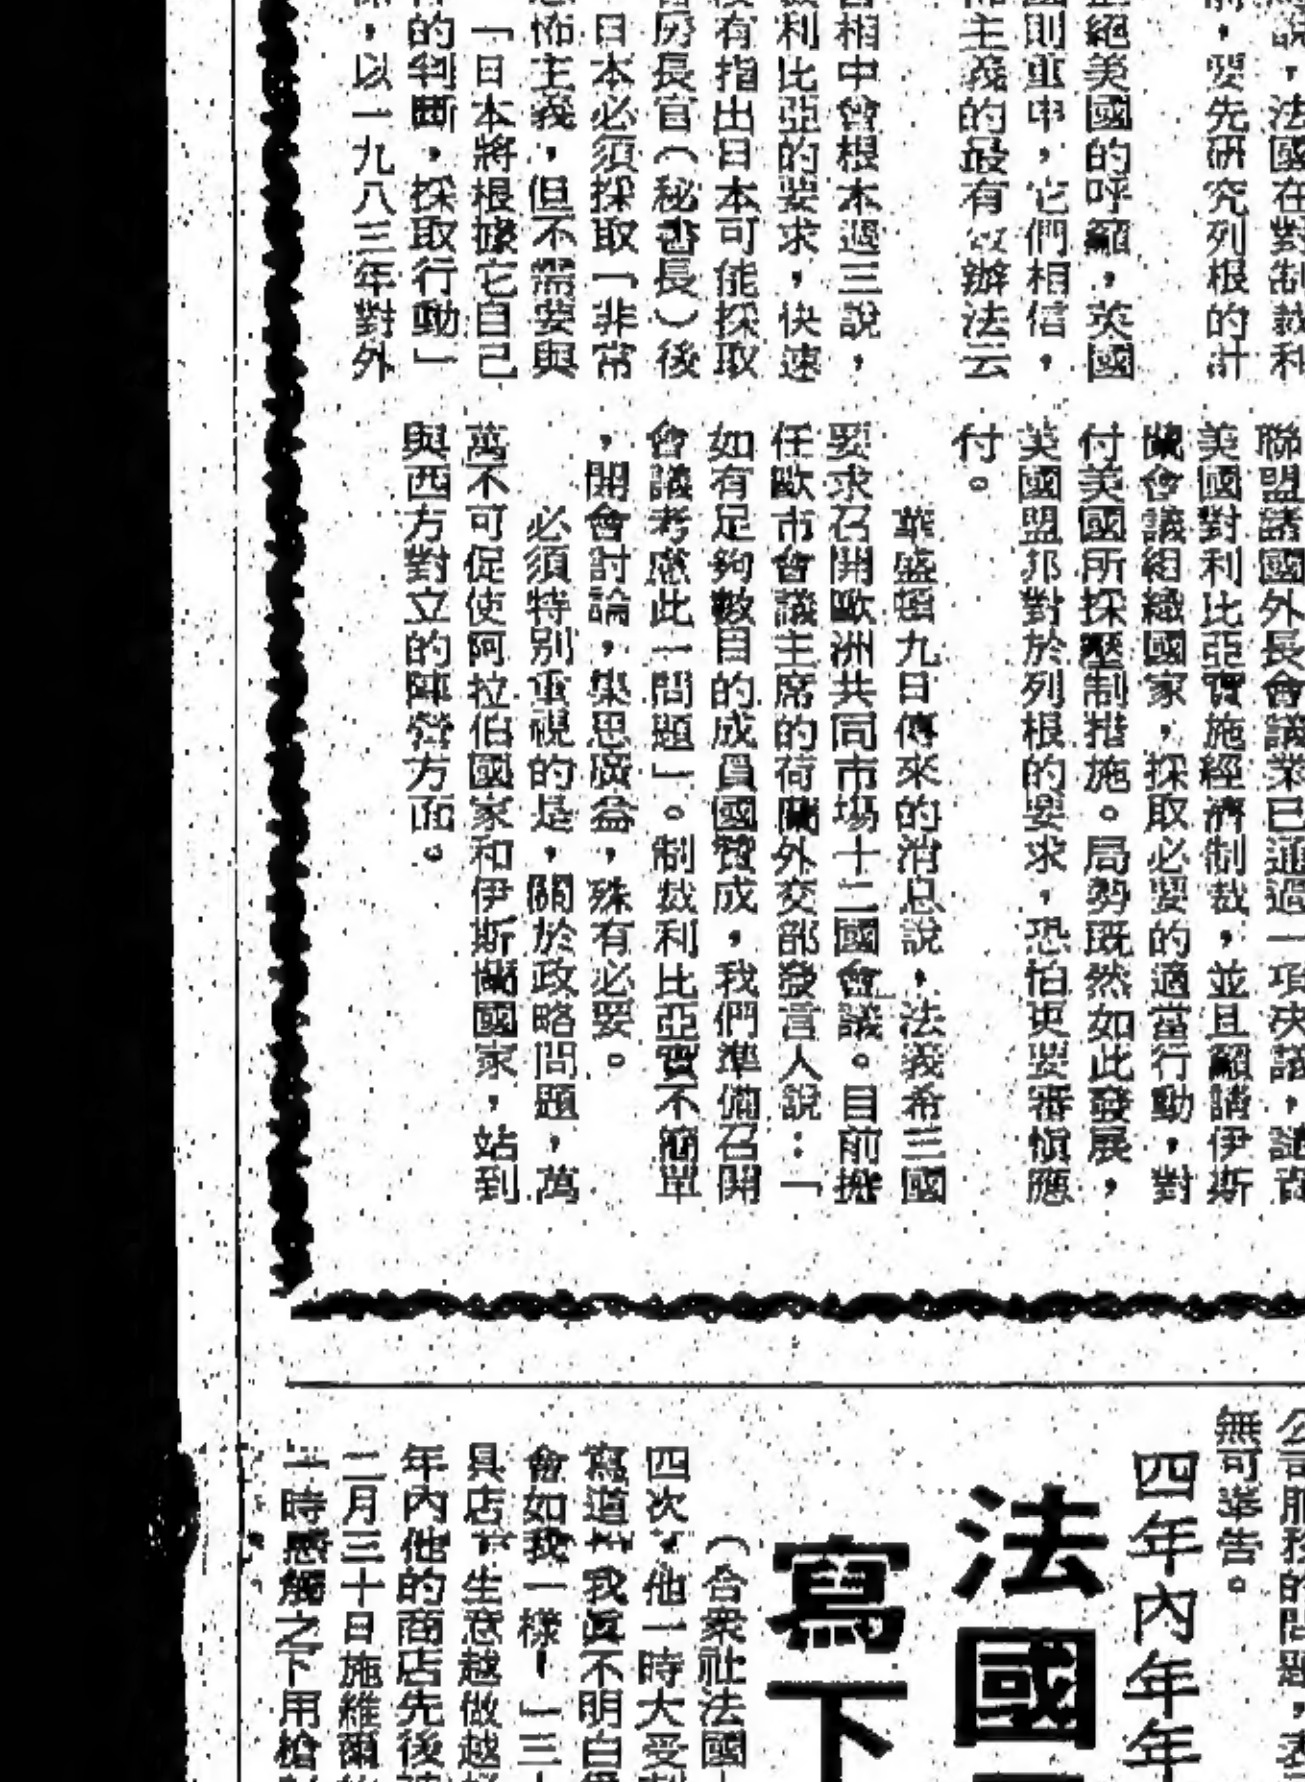 說，法國在對制裁利
，要先研究列根的計
絕美國的呼籲，英國
則重申，它們相信，
主義的最有效辦法云
相中曾根本週三說，
利比亞的要求，快速
有指出日本可能採取
房長官（秘書長）後
日本必須採取「非常
怖主義，但不需要與
「日本將根據它自己
的判斷，採取行動」
，以一九八三年對外
聯盟諸國外長會議業已通過一項決議，譴責
美國對利比亞實施經濟制裁，並且籲請伊斯
蘭會議組織國家，採取必要的適當行動，對
付美國所採壓制措施。局勢既然如此發展，
美國盟邦對於列根的要求，恐怕更要審慎應
付。
華盛頓九日傳來的消息說，法義希三國
要求召開歐洲共同市場十二國會議。目前擔
任歐市會議主席的荷蘭外交部發言人說：「
如有足夠數目的成員國贊成，我們準備召開
會議考慮此一問題」。制裁利比亞實不簡單
，開會討論，集思廣益，殊有必要。
必須特別重視的是，關於政略問題，萬
萬不可促使阿拉伯國家和伊斯蘭國家，站到
與西方對立的陣營方面。
公司服務的問題，
無可奉告。
四年內年年
法國
寫下
（合衆社法國
四次，他一時大受
寫道：我眞不明白
會如我一樣！」三
具店，生意越做越
年內他的商店先後
二月三十日施維爾
一時感觸之下用槍